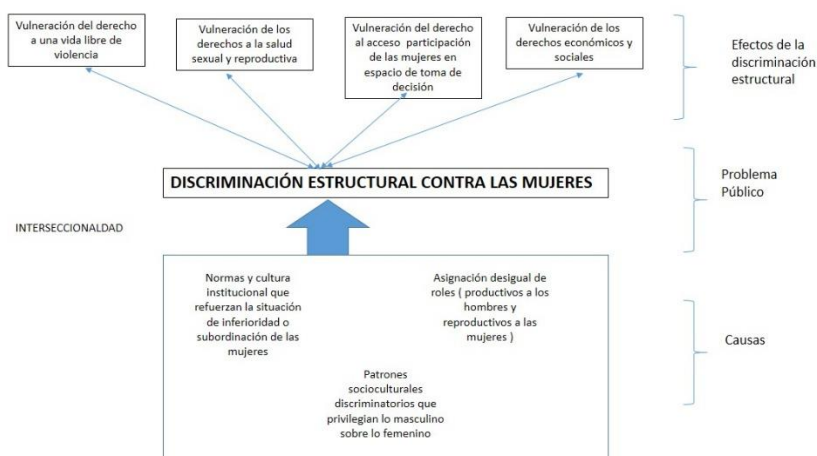 Vulneración del derecho
a una vida libre de
violencia
Vulneración de los
derechos a la salud
sexual y reproductiva
Vulneración del derecho
al acceso participación
de las mujeres en
espacio de toma de
decisión
Vulneración de los
derechos económicos y
sociales
Efectos de la
discriminación
estructural
DISCRIMINACIÓN ESTRUCTURAL CONTRA LAS MUJERES
Problema
Público
INTERSECCIONALDAD
Normas y cultura
institucional que
refuerzan la situación
de inferioridad o
subordinación de las
mujeres
Asignación desigual de
roles ( productivos a los
hombres y
reproductivos a las
mujeres )
Patrones
socioculturales
discriminatorios que
privilegian lo masculino
sobre lo femenino
Causas